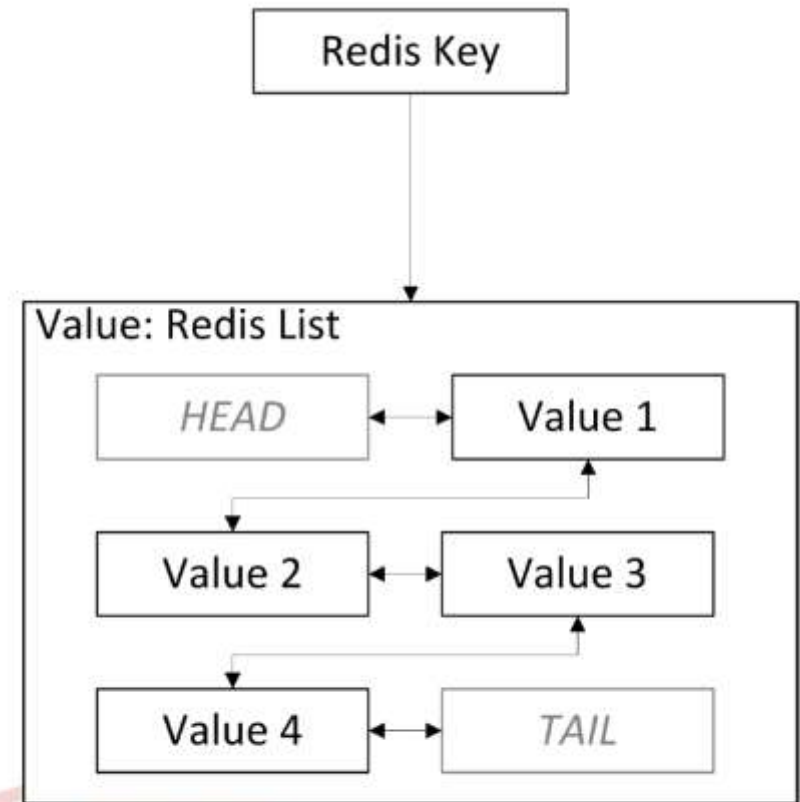 Redis Key
Value: Redis List
HEAD
Value 1
Value 2
Value 3
Value 4
TAIL